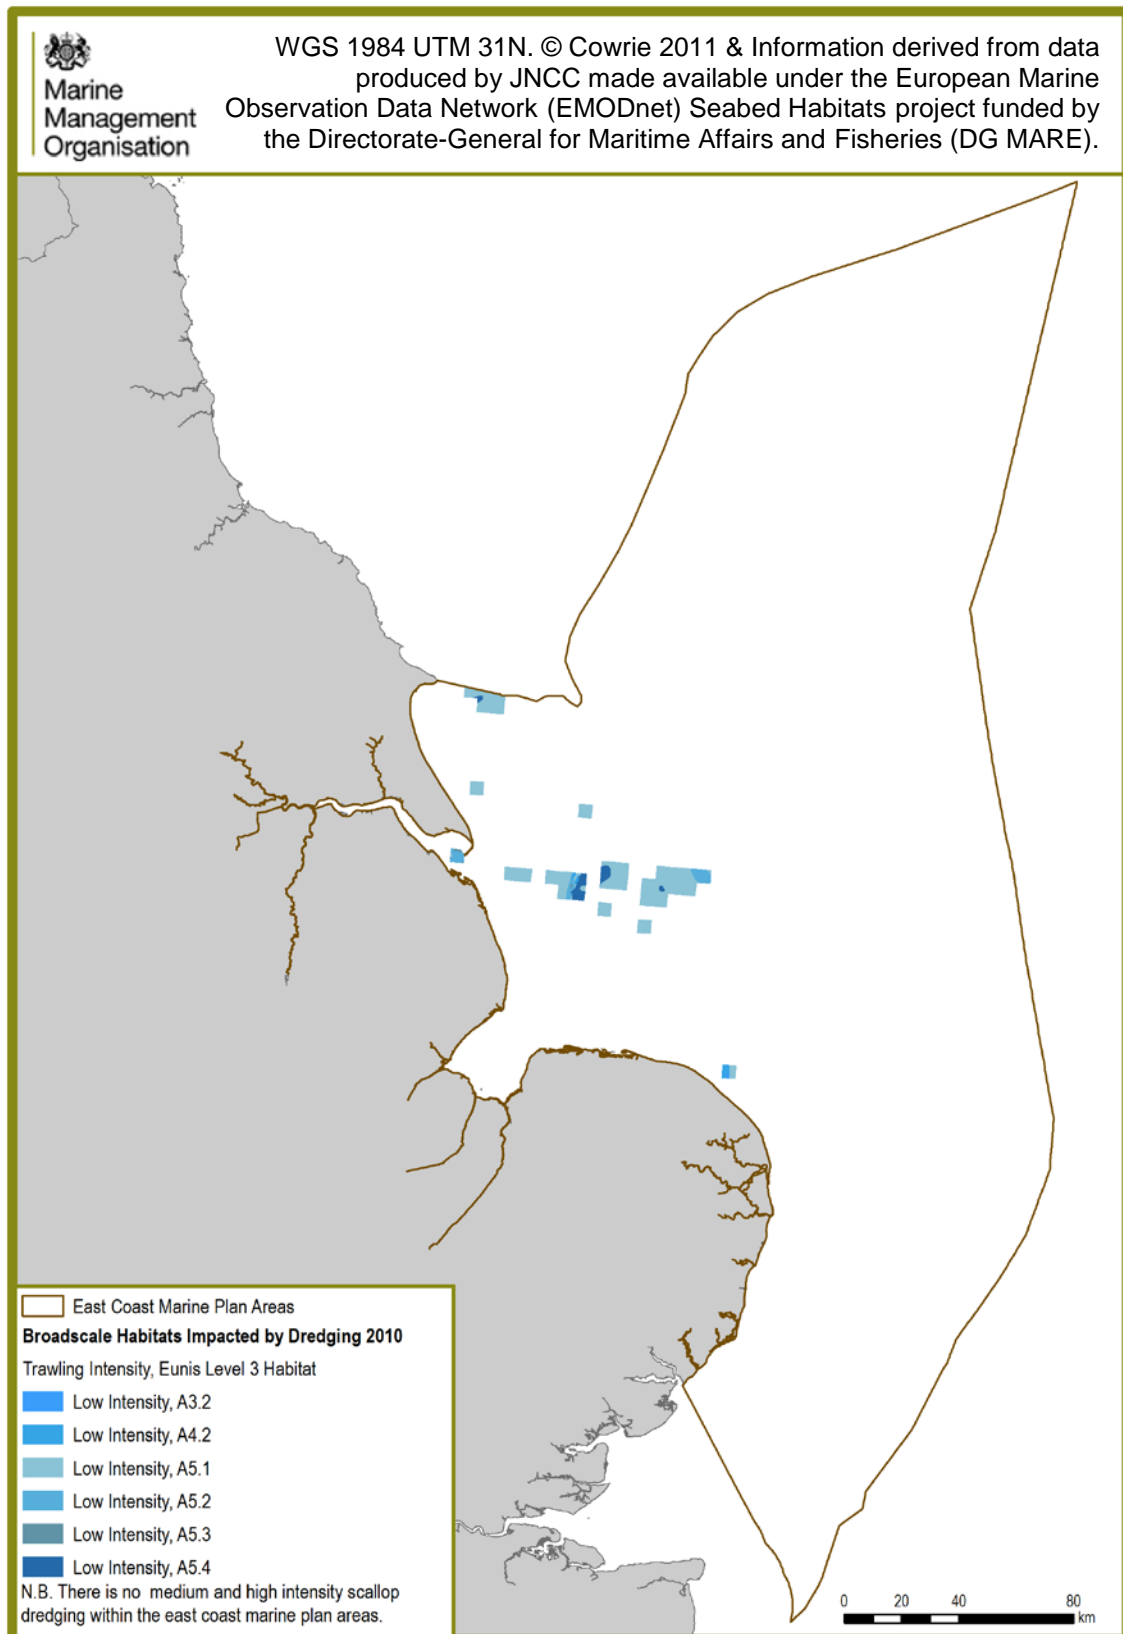 Marine
Management
Organisation
WGS 1984 UTM 31N. © Cowrie 2011 & Information derived from data
produced by JNCC made available under the European Marine
Observation Data Network (EMODnet) Seabed Habitats project funded by
the Directorate-General for Maritime Affairs and Fisheries (DG MARE).
East Coast Marine Plan Areas
Broadscale Habitats Impacted by Dredging 2010
Trawling Intensity, Eunis Level 3 Habitat
Low Intensity, A3.2
Low Intensity, A4.2
Low Intensity, A5.1
Low Intensity, A5.2
Low Intensity, A5.3
Low Intensity, A5.4
N.B. There is no medium and high intensity scallop
dredging within the east coast marine plan areas.
0 20 40 80
km